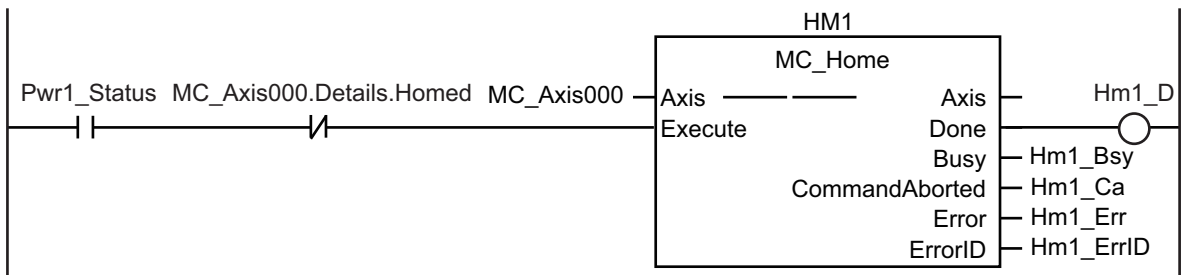 HM1
MC_Home
Pwr1_Status MC_Axis000.Details.Homed MC_Axis000 Axis Axis Hm1_D
Execute Done
Busy Hm1_Bsy
CommandAborted Hm1_Ca
Error Hm1_Err
ErrorID Hm1_ErrID